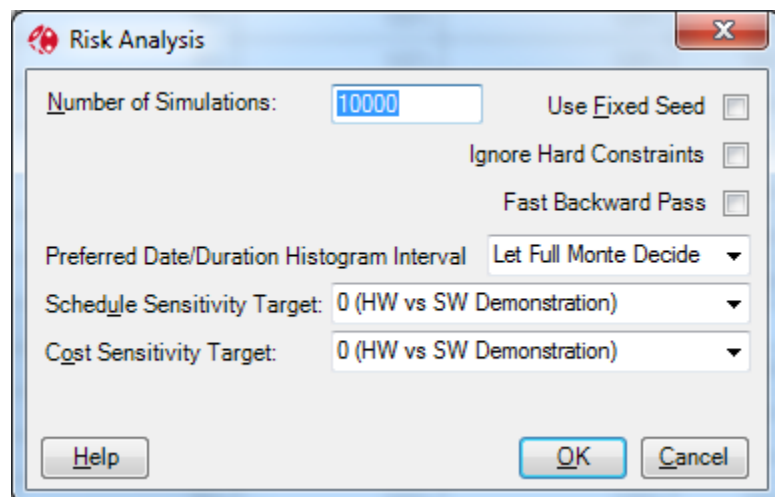 Risk Analysis
Number of Simulations: 10000 Use Fixed Seed
Ignore Hard Constraints
Fast Backward Pass
Preferred Date/Duration Histogram Interval Let Full Monte Decide
Schedule Sensitivity Target: 0 (HW vs SW Demonstration)
Cost Sensitivity Target: 0 (HW vs SW Demonstration)
Help OK Cancel